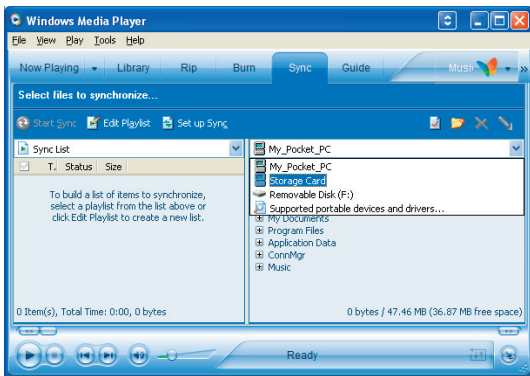 Windows Media Player
File View Play Tools Help
Now Playing Library Rip Burn Sync Guide Music
Select files to synchronize...
Start Sync Edit Playlist Set up Sync
Sync List
My_Pocket_PC
T. Status Size
My_Pocket_PC
Storage Card
Removable Disk (F:)
Supported portable devices and drivers...
To build a list of items to synchronize,
select a playlist from the list above or
click Edit Playlist to create a new list.
My Documents
Program Files
Application Data
ConnMgr
Music
0 Item(s), Total Time: 0:00, 0 bytes
0 bytes / 47.46 MB (36.87 MB free space)
Ready